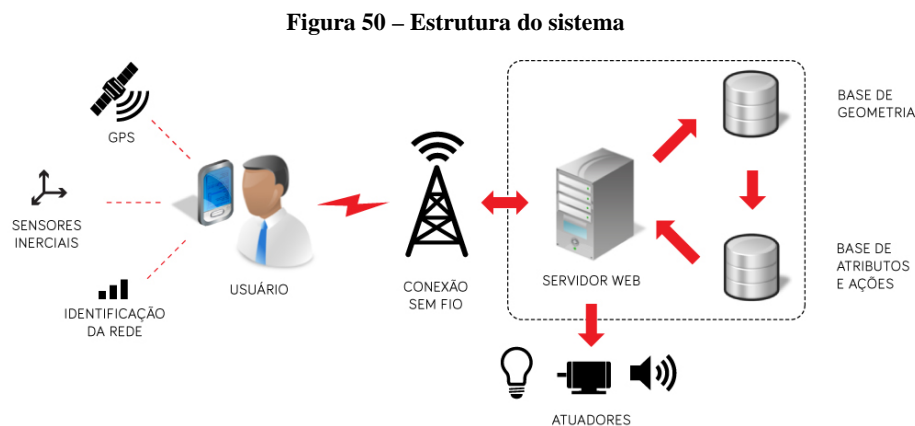 Figura 50 – Estrutura do sistema
GPS
SENSORES
INERCIAIS
IDENTIFICAÇÃO
DA REDE
USUÁRIO
CONEXÃO
SEM FIO
SERVIDOR WEB
BASE DE
GEOMETRIA
BASE DE
ATRIBUTOS
E AÇÕES
ATUADORES